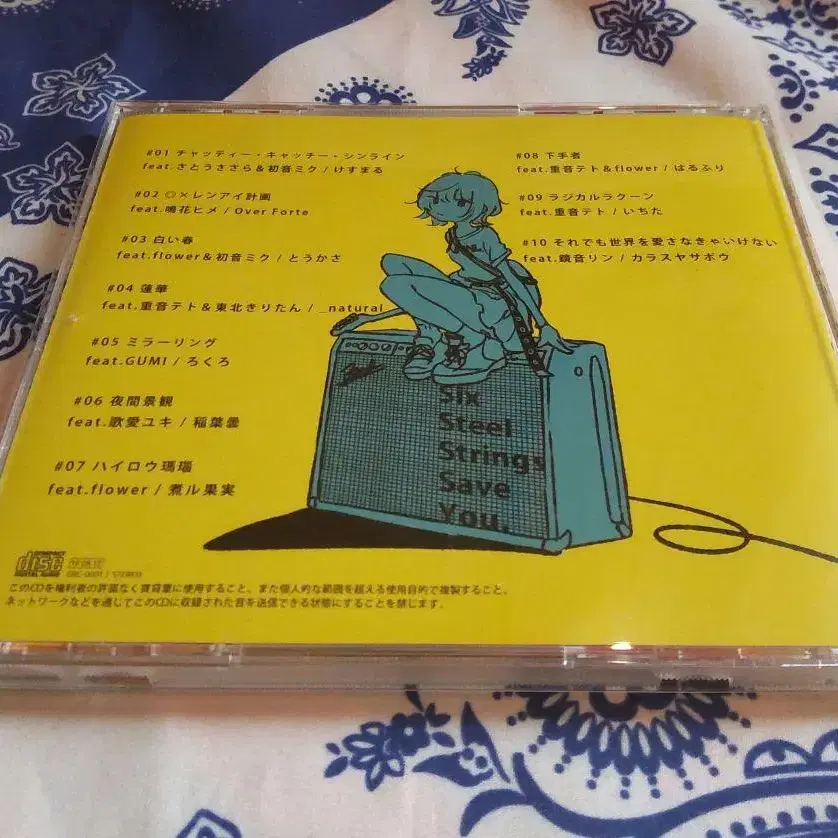 #01 チャッティー・キャッチー・シンライン
feat.さとうささら&初音ミク / けすまる
#02 ◎×レンアイ計画
feat.鳴花ヒメ / Over Forte
#03 白い春
feat.flower&初音ミク / とうかさ
#04 蓮華
feat.重音テト&東北きりたん / _natural
#05 ミラーリング
feat.GUMI / ろくろ
#06 夜間景観
feat.歌愛ユキ / 稲葉曇
#07 ハイロウ瑪瑙
feat.flower / 煮ル果実
#08 下手者
feat.重音テト&flower / はるふり
#09 ラジカルラクーン
feat.重音テト / いちた
#10 それでも世界を愛さなきゃいけない
feat.鏡音リン / カラスヤサボウ
Six
Steel
Strings
Save
You.
COMPACT
disc
DIGITAL AUDIO
STEREO
このCDを権利者の許諾なく賃貸業に使用すること、また個人的な範囲を超える使用目的で複製すること、
ネットワークなどを通じてこのCDに収録された音を送信できる状態にすることを禁じます。